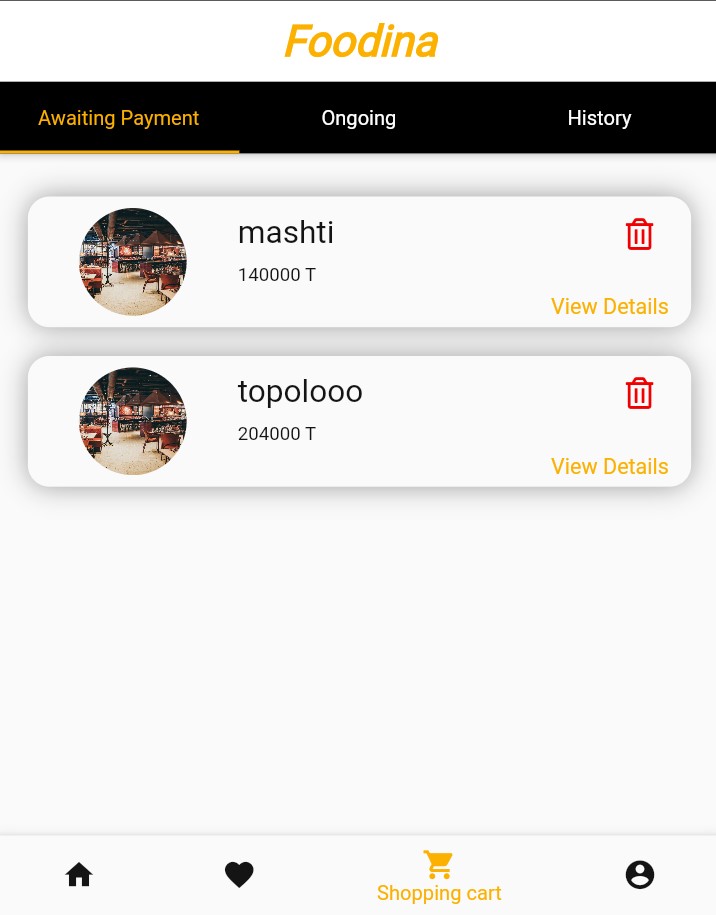 Foodina
Awaiting Payment Ongoing History
mashti
140000 T
View Details
topolooo
204000 T
View Details
Shopping cart